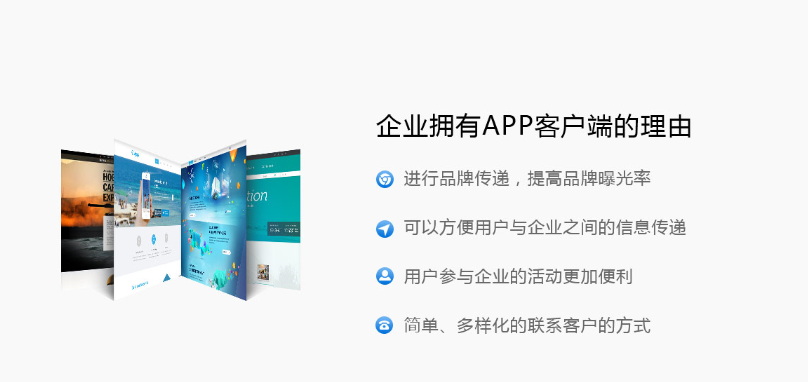 企业拥有APP客户端的理由
进行品牌传递，提高品牌曝光率
可以方便用户与企业之间的信息传递
用户参与企业的活动更加便利
简单、多样化的联系客户的方式